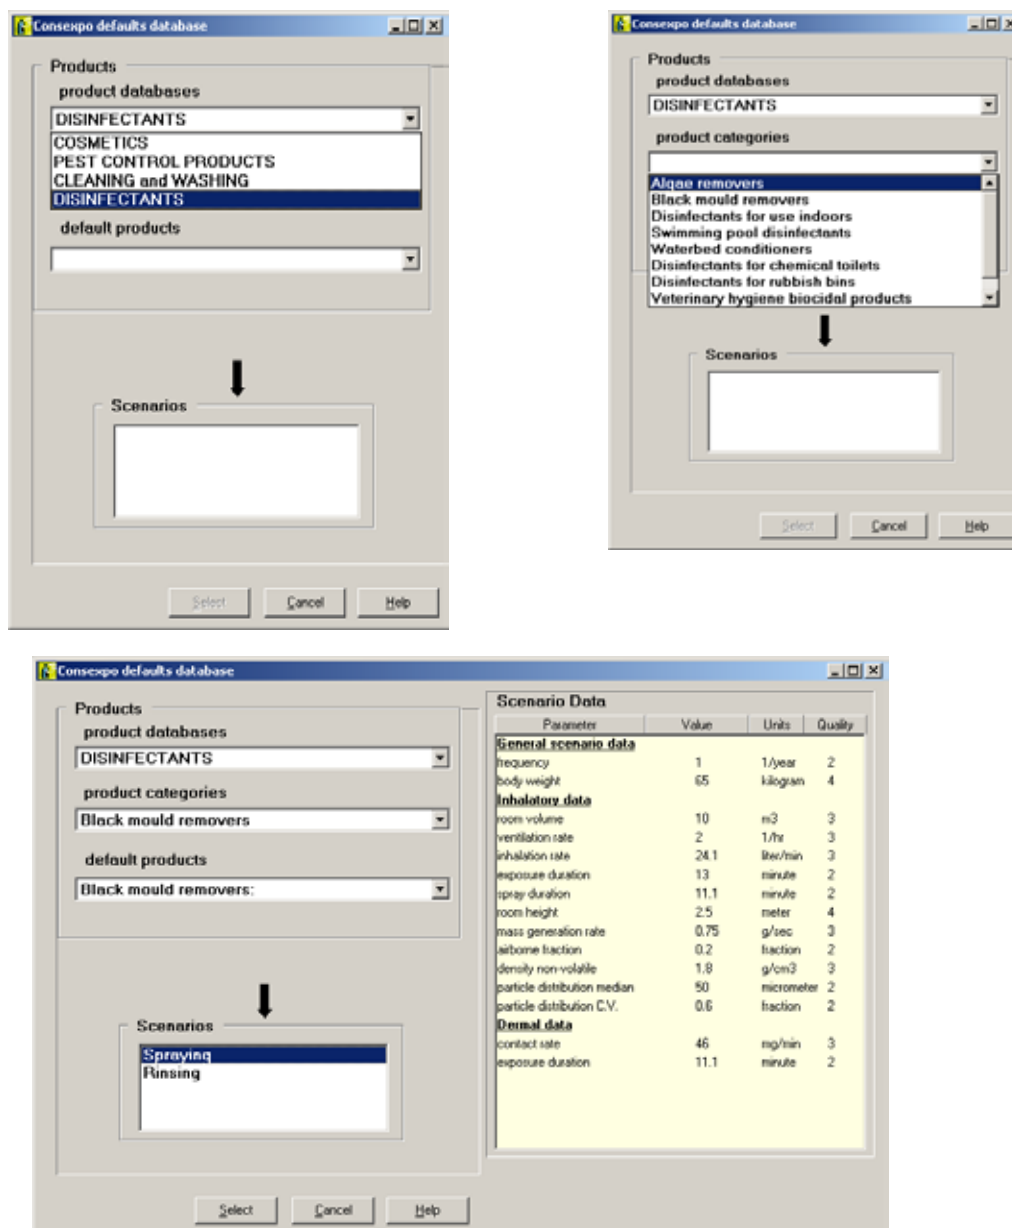 Consexpo defaults database
Products
product databases
DISINFECTANTS
COSMETICS
PEST CONTROL PRODUCTS
CLEANING and WASHING
DISINFECTANTS
default products
Scenarios
Select
Cancel
Help
Consexpo defaults database
Products
product databases
DISINFECTANTS
product categories
Algae removers
Black mould removers
Disinfectants for use indoors
Swimming pool disinfectants
Waterbed conditioners
Disinfectants for chemical toilets
Disinfectants for rubbish bins
Veterinary hygiene biocidal products
Scenarios
Select
Cancel
Help
Consexpo defaults database
Products
product databases
DISINFECTANTS
product categories
Black mould removers
default products
Black mould removers:
Scenarios
Spraying
Rinsing
Select
Cancel
Help
Scenario Data
Parameter Value Units Quality
General scenario data
frequency 1 1/year 2
body weight 65 kilogram 4
Inhalatory data
room volume 10 m3 3
ventilation rate 2 1/hr 3
inhalation rate 24.1 liter/min 3
exposure duration 13 minute 2
spray duration 11.1 minute 2
room height 2.5 meter 4
mass generation rate 0.75 g/sec 3
airborne fraction 0.2 fraction 2
density non-volatile 1.8 g/cm3 3
particle distribution median 50 micrometer 2
particle distribution C.V. 0.6 fraction 2
Dermal data
contact rate 46 mg/min 3
exposure duration 11.1 minute 2